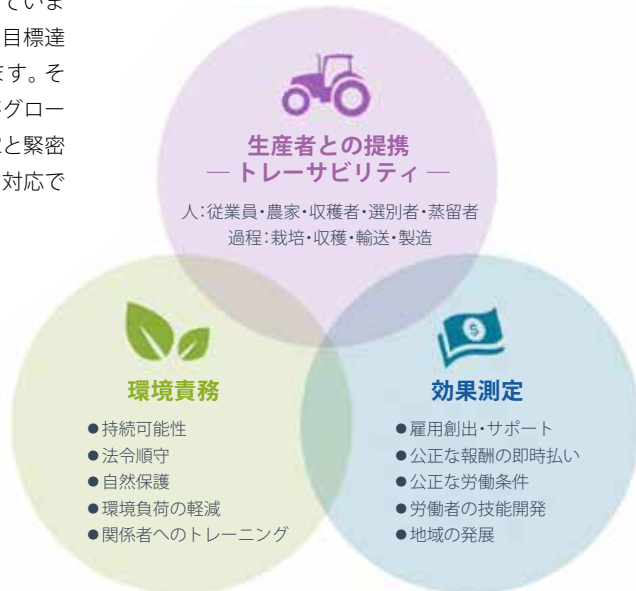 ていま
目標達
ます。そ
グロー
と緊密
対応で
生産者との提携
― トレーサビリティ ―
人:従業員・農家・収穫者・選別者・蒸留者
過程:栽培・収穫・輸送・製造
環境責務
●持続可能性
●法令順守
●自然保護
●環境負荷の軽減
●関係者へのトレーニング
$
効果測定
●雇用創出・サポート
●公正な報酬の即時払い
●公正な労働条件
●労働者の技能開発
●地域の発展